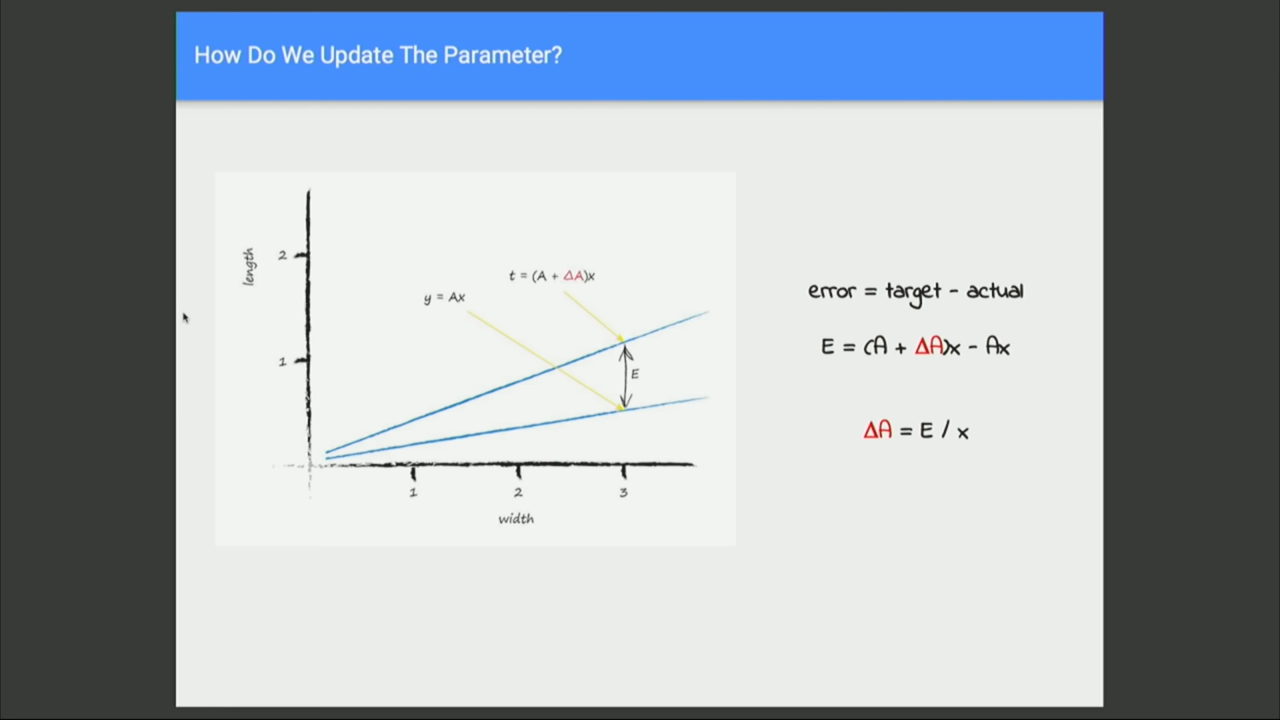 How Do We Update The Parameter?
length
2
1
t = (A + ΔA)x
y = Ax
E
1
2
3
width
error = target - actual
E = (A + ΔA)x - Ax
ΔA = E / x